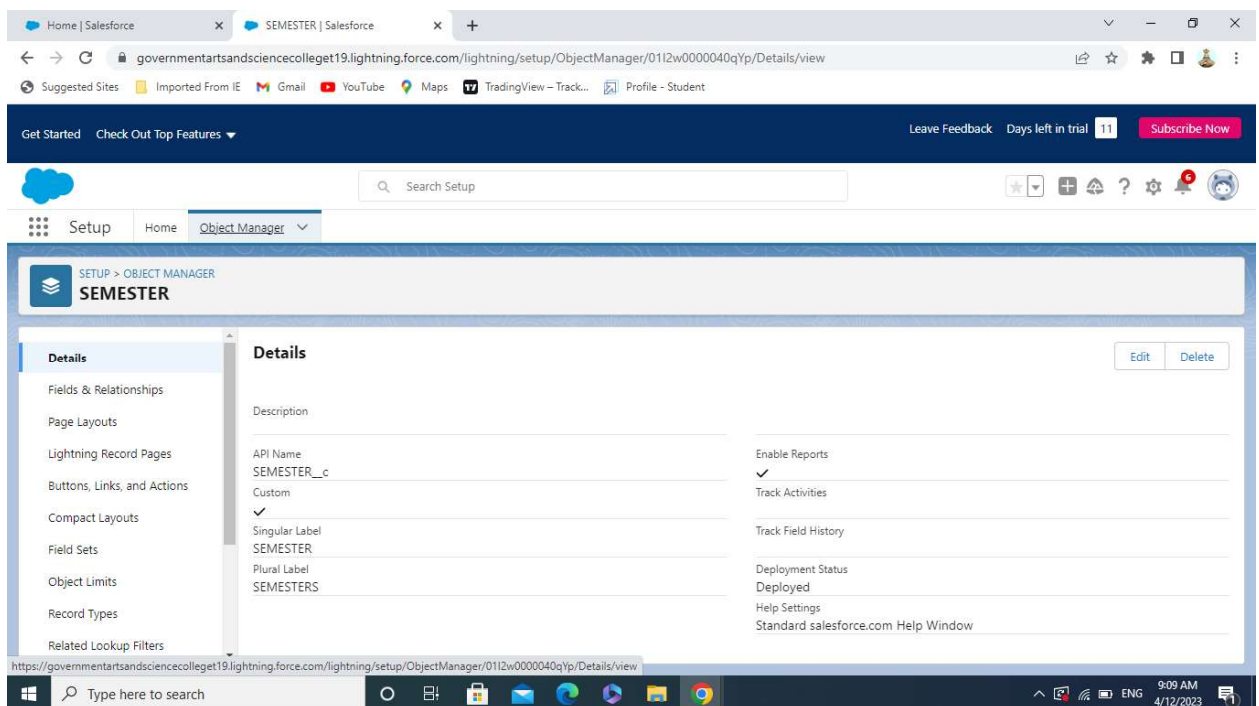 Home | Salesforce
SEMESTER | Salesforce
governmentartsandsciencecolleget19.lightning.force.com/lightning/setup/ObjectManager/01I2w0000040qYp/Details/view
Suggested Sites Imported From IE Gmail YouTube Maps TradingView – Track... Profile - Student
Get Started Check Out Top Features Leave Feedback Days left in trial 11 Subscribe Now
Search Setup
6
Setup Home Object Manager
SETUP > OBJECT MANAGER
SEMESTER
Details
Fields & Relationships
Page Layouts
Lightning Record Pages
Buttons, Links, and Actions
Compact Layouts
Field Sets
Object Limits
Record Types
Related Lookup Filters
Details
Edit Delete
Description
API Name
SEMESTER__c
Custom
Singular Label
SEMESTER
Plural Label
SEMESTERS
Enable Reports
Track Activities
Track Field History
Deployment Status
Deployed
Help Settings
Standard salesforce.com Help Window
https://governmentartsandsciencecolleget19.lightning.force.com/lightning/setup/ObjectManager/01I2w0000040qYp/Details/view
Type here to search
ENG
9:09 AM
4/12/2023